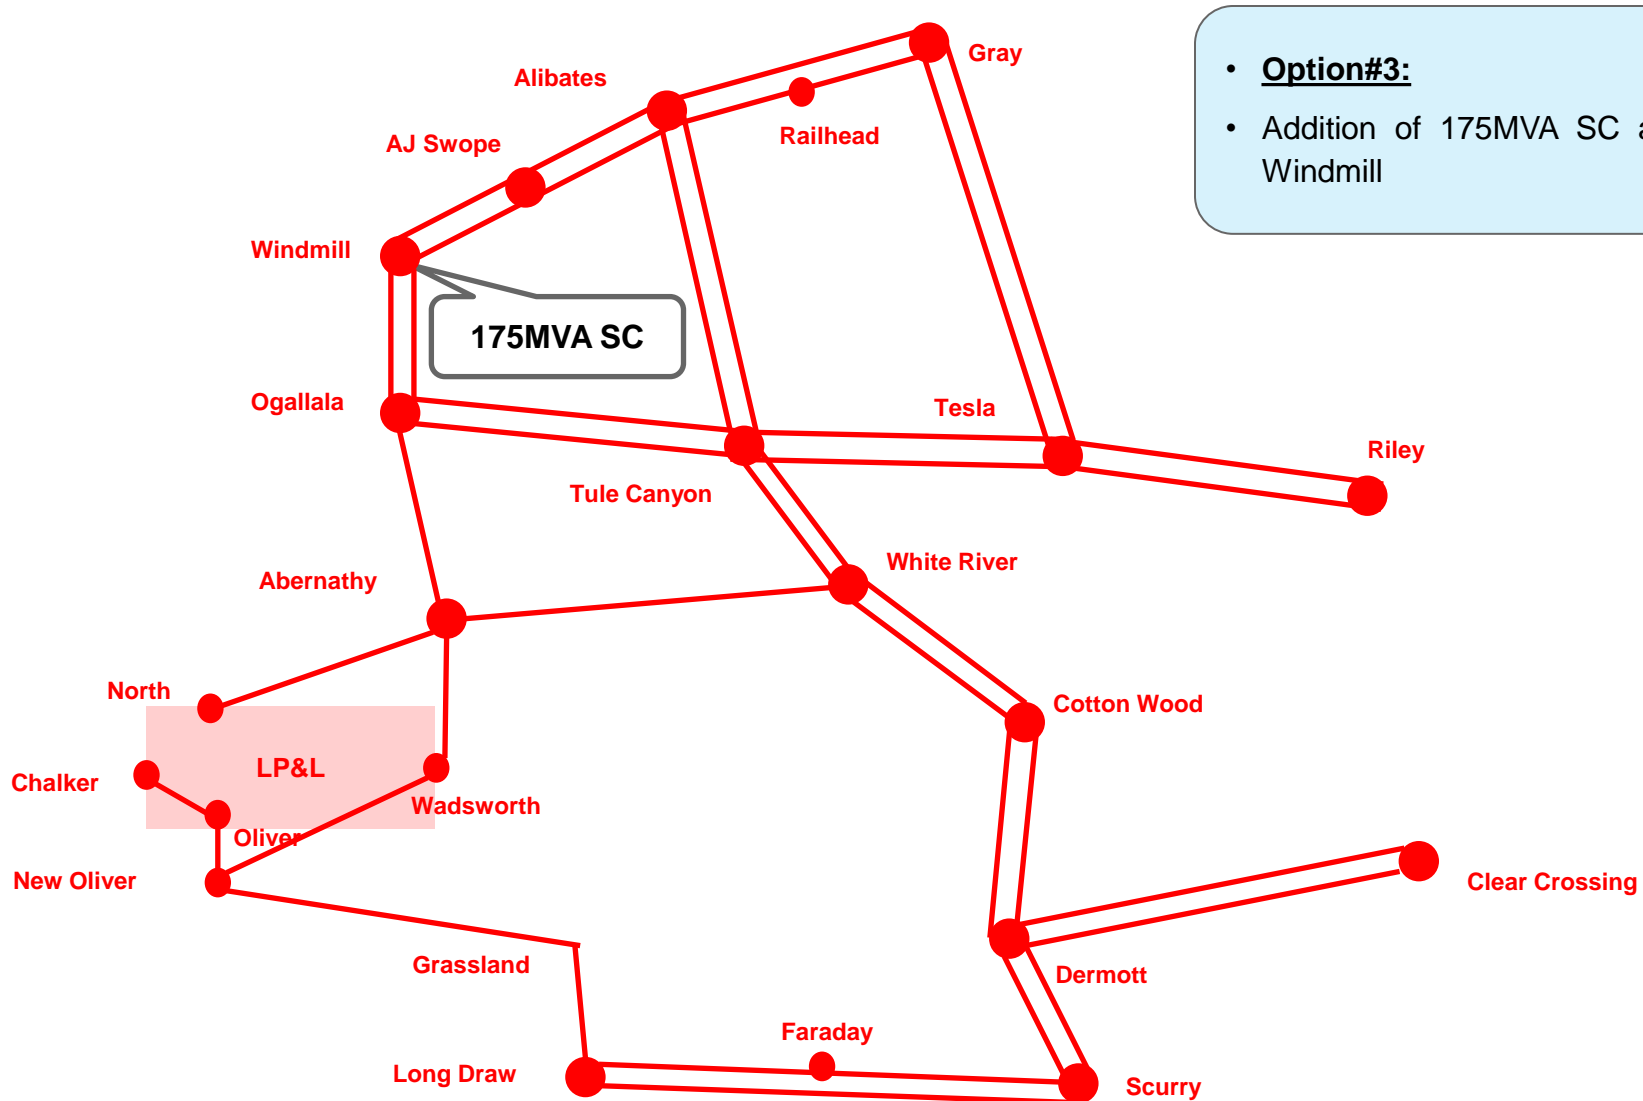 Gray
• Option#3:
Alibates
• Addition of 175MVA SC
Railhead
AJ Swope
Windmill
Windmill
175MVA SC
Ogallala
Tesla
Riley
Tule Canyon
White River
Abernathy
North
Cotton Wood
LP&L
Chalker
Wadsworth
Oliver
New Oliver
Clear Crossing
Grassland
Dermott
Faraday
Long Draw
Scurry